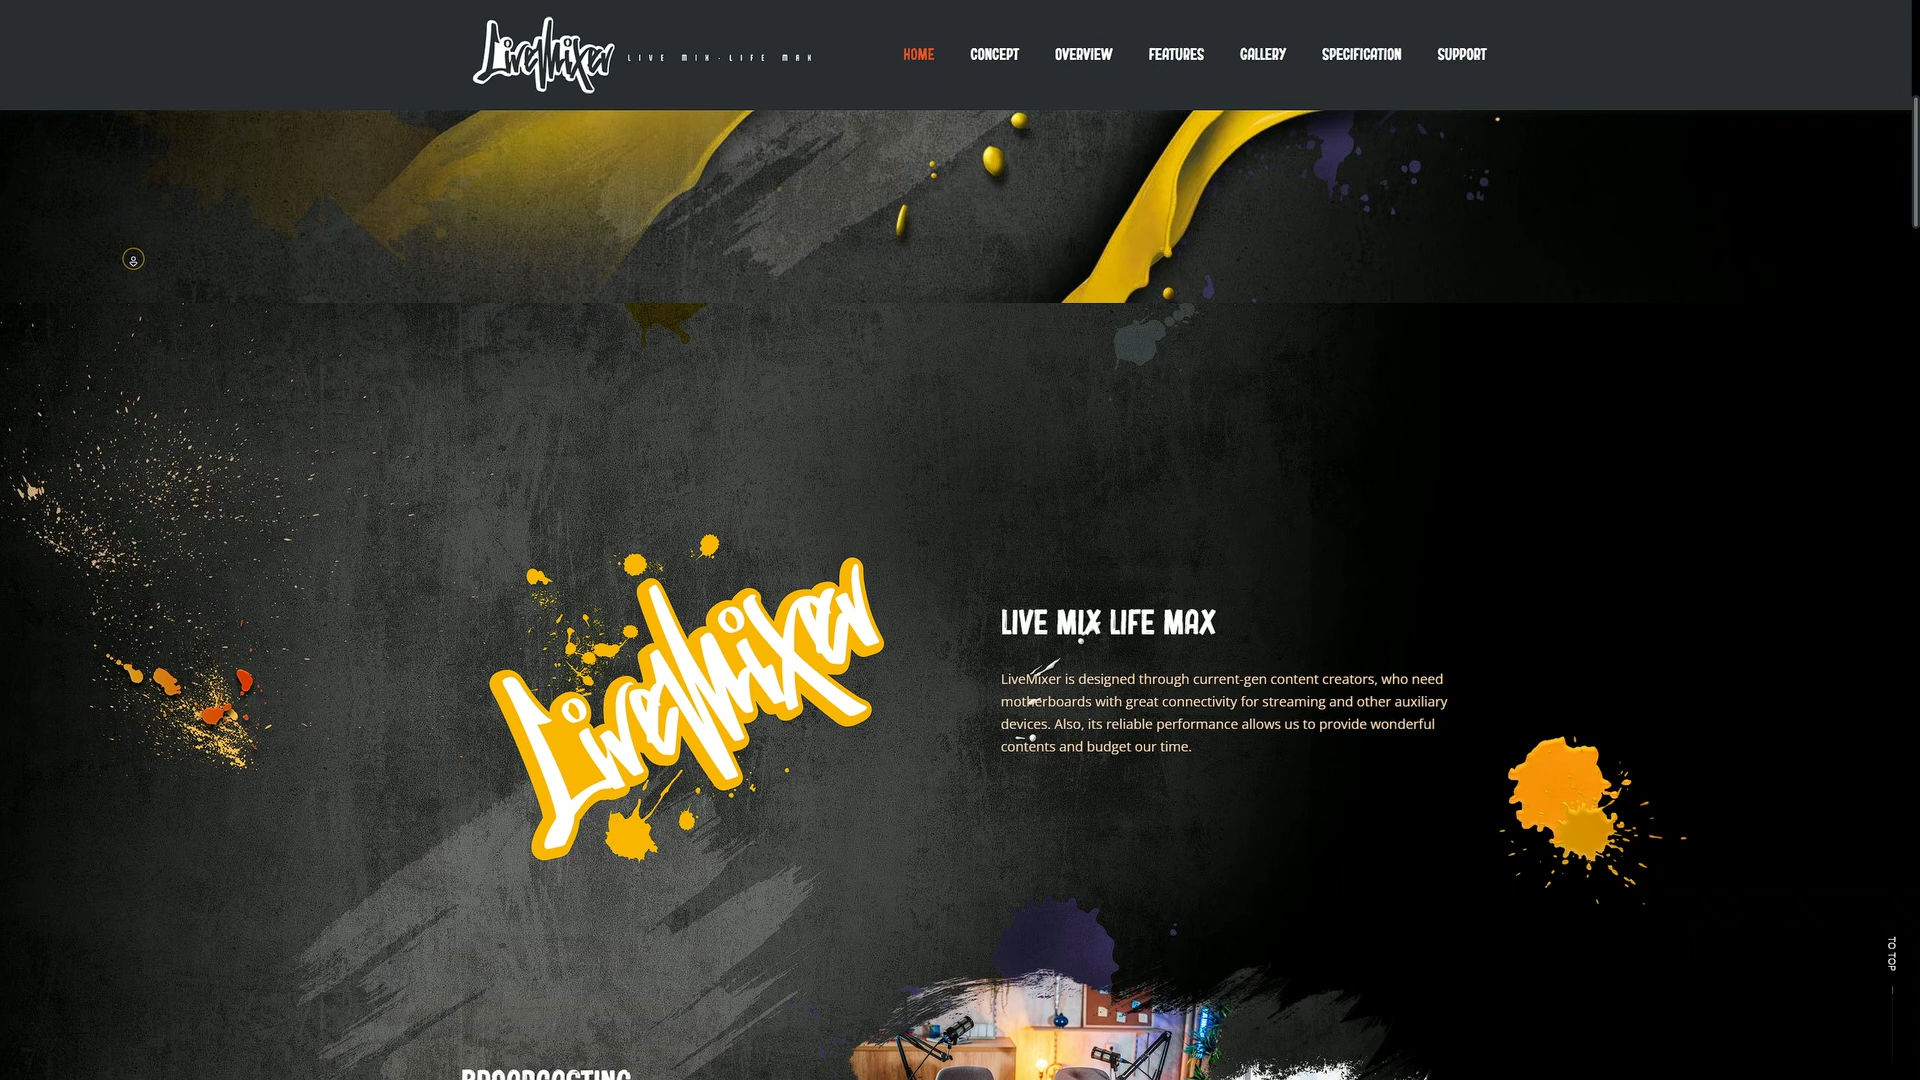 LiveMixer
LIVE MIX·LIFE MAX
HOME CONCEPT OVERVIEW FEATURES GALLERY SPECIFICATION SUPPORT
LiveMixer
LIVE MIX LIFE MAX
LiveMixer is designed through current-gen content creators, who need
motherboards with great connectivity for streaming and other auxiliary
devices. Also, its reliable performance allows us to provide wonderful
contents and budget our time.
TO TOP
BROADCASTING